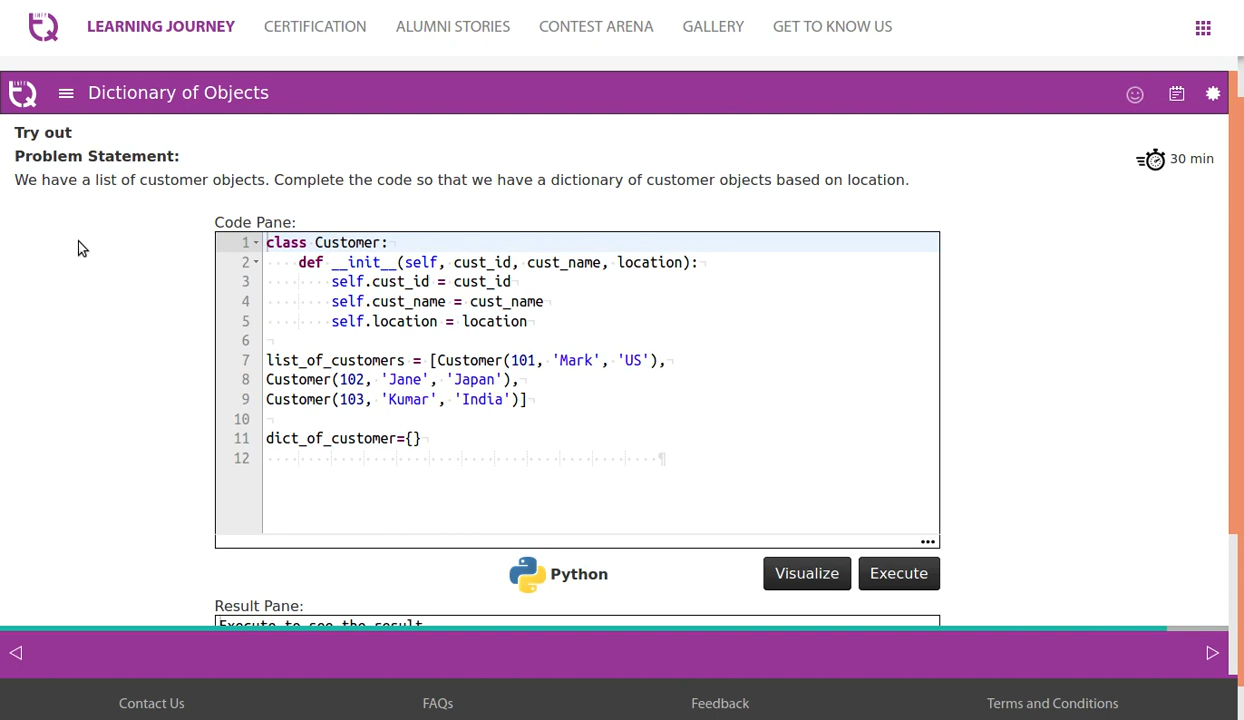 LEARNING JOURNEY CERTIFICATION ALUMNI STORIES CONTEST ARENA GALLERY GET TO KNOW US
Dictionary of Objects
Try out
Problem Statement:
30 min
We have a list of customer objects. Complete the code so that we have a dictionary of customer objects based on location.
Code Pane:
1 class Customer:
2     def __init__(self, cust_id, cust_name, location):
3         self.cust_id = cust_id
4         self.cust_name = cust_name
5         self.location = location
6
7 list_of_customers = [Customer(101, 'Mark', 'US'),
8 Customer(102, 'Jane', 'Japan'),
9 Customer(103, 'Kumar', 'India')]
10
11 dict_of_customer={}
12
Python Visualize Execute
Result Pane:
Execute to see the result
Contact Us FAQs Feedback Terms and Conditions